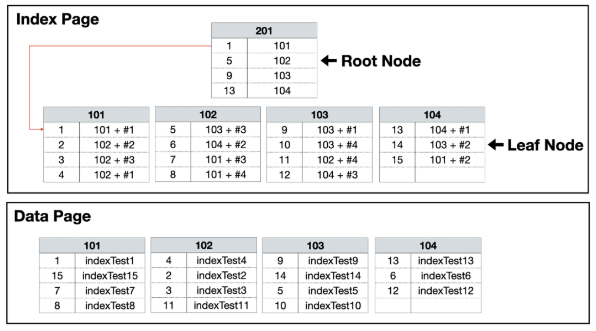 Index Page
201
1 101
5 102
9 103
13 104
← Root Node
101 102 103 104
1 101 + #1 5 103 + #3 9 103 + #1 13 104 + #1
2 102 + #2 6 104 + #2 10 103 + #4 14 103 + #2
3 102 + #3 7 101 + #3 11 102 + #4 15 101 + #2
4 102 + #1 8 101 + #4 12 104 + #3
← Leaf Node
Data Page
101 102 103 104
1 indexTest1 4 indexTest4 9 indexTest9 13 indexTest13
15 indexTest15 2 indexTest2 14 indexTest14 6 indexTest6
7 indexTest7 3 indexTest3 5 indexTest5 12 indexTest12
8 indexTest8 11 indexTest11 10 indexTest10